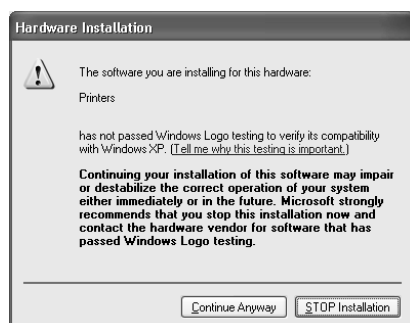 Hardware Installation
The software you are installing for this hardware:
Printers
has not passed Windows Logo testing to verify its compatibility
with Windows XP. (Tell me why this testing is important.)
Continuing your installation of this software may impair
or destabilize the correct operation of your system
either immediately or in the future. Microsoft strongly
recommends that you stop this installation now and
contact the hardware vendor for software that has
passed Windows Logo testing.
Continue Anyway
STOP Installation